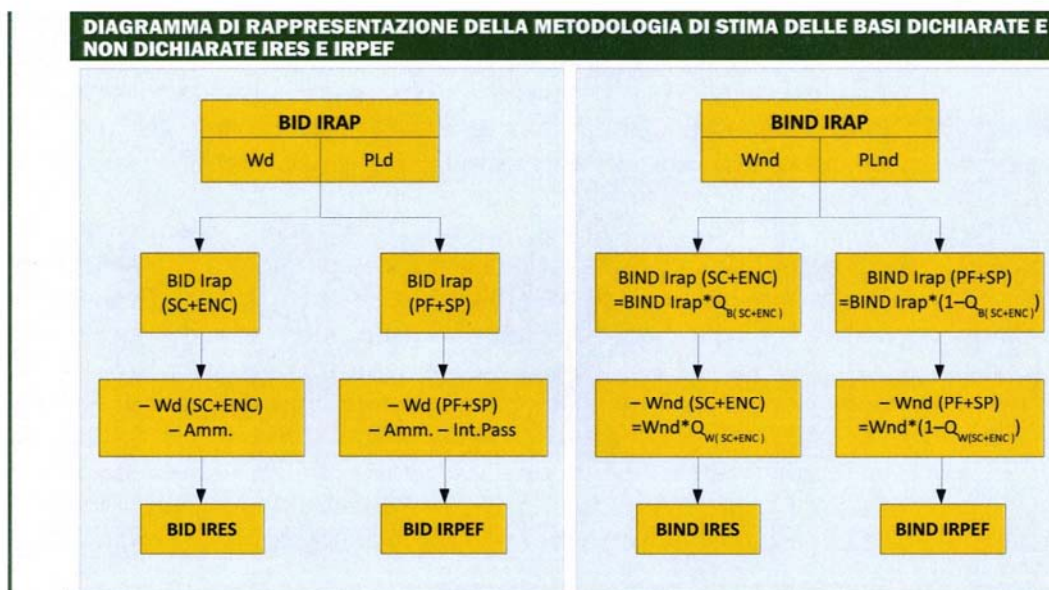 DIAGRAMMA DI RAPPRESENTAZIONE DELLA METODOLOGIA DI STIMA DELLE BASI DICHIARATE E
NON DICHIARATE IRES E IRPEF
BID IRAP
Wd PLd
BID Irap
(SC+ENC)
BID Irap
(PF+SP)
– Wd (SC+ENC)
– Amm.
– Wd (PF+SP)
– Amm. – Int.Pass
BID IRES
BID IRPEF
BIND IRAP
Wnd PLnd
BIND Irap (SC+ENC)
=BIND Irap*QB(SC+ENC)
BIND Irap (PF+SP)
=BIND Irap*(1–QB(SC+ENC))
– Wnd (SC+ENC)
=Wnd*QW(SC+ENC)
– Wnd (PF+SP)
=Wnd*(1–QW(SC+ENC))
BIND IRES
BIND IRPEF